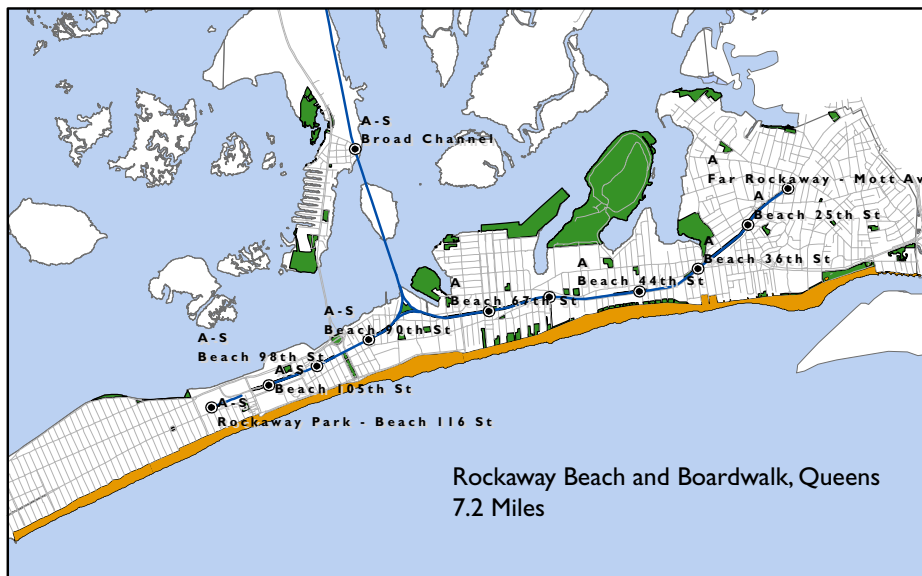 A-S
Broad Channel
A
Far Rockaway - Mott Av
A
Beach 25th St
A
Beach 36th St
A
Beach 44th St
A
Beach 67th St
A-S
Beach 90th St
A-S
Beach 98th St
A-S
Beach 105th St
A-S
Rockaway Park - Beach 116 St
Rockaway Beach and Boardwalk, Queens
7.2 Miles